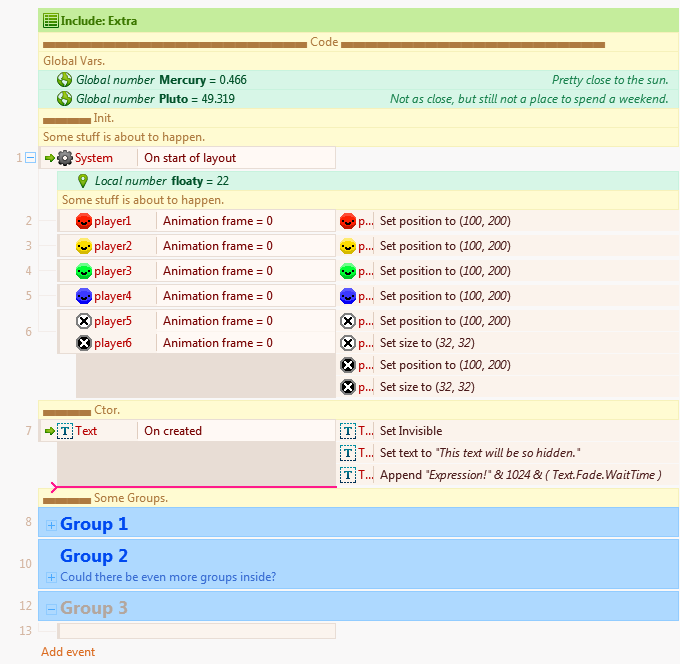 Include: Extra
Code
Global Vars.
Global number Mercury = 0.466 Pretty close to the sun.
Global number Pluto = 49.319 Not as close, but still not a place to spend a weekend.
Init.
Some stuff is about to happen.
1 System On start of layout
Local number floaty = 22
Some stuff is about to happen.
2 player1 Animation frame = 0 p... Set position to (100, 200)
3 player2 Animation frame = 0 p... Set position to (100, 200)
4 player3 Animation frame = 0 p... Set position to (100, 200)
5 player4 Animation frame = 0 p... Set position to (100, 200)
6 player5 Animation frame = 0 p... Set position to (100, 200)
player6 Animation frame = 0 p... Set size to (32, 32)
p... Set position to (100, 200)
p... Set size to (32, 32)
Ctor.
7 T Text On created T T... Set Invisible
T T... Set text to "This text will be so hidden."
T T... Append "Expression!" & 1024 & ( Text.Fade.WaitTime )
Some Groups.
8 Group 1
10 Group 2
Could there be even more groups inside?
12 Group 3
13
Add event